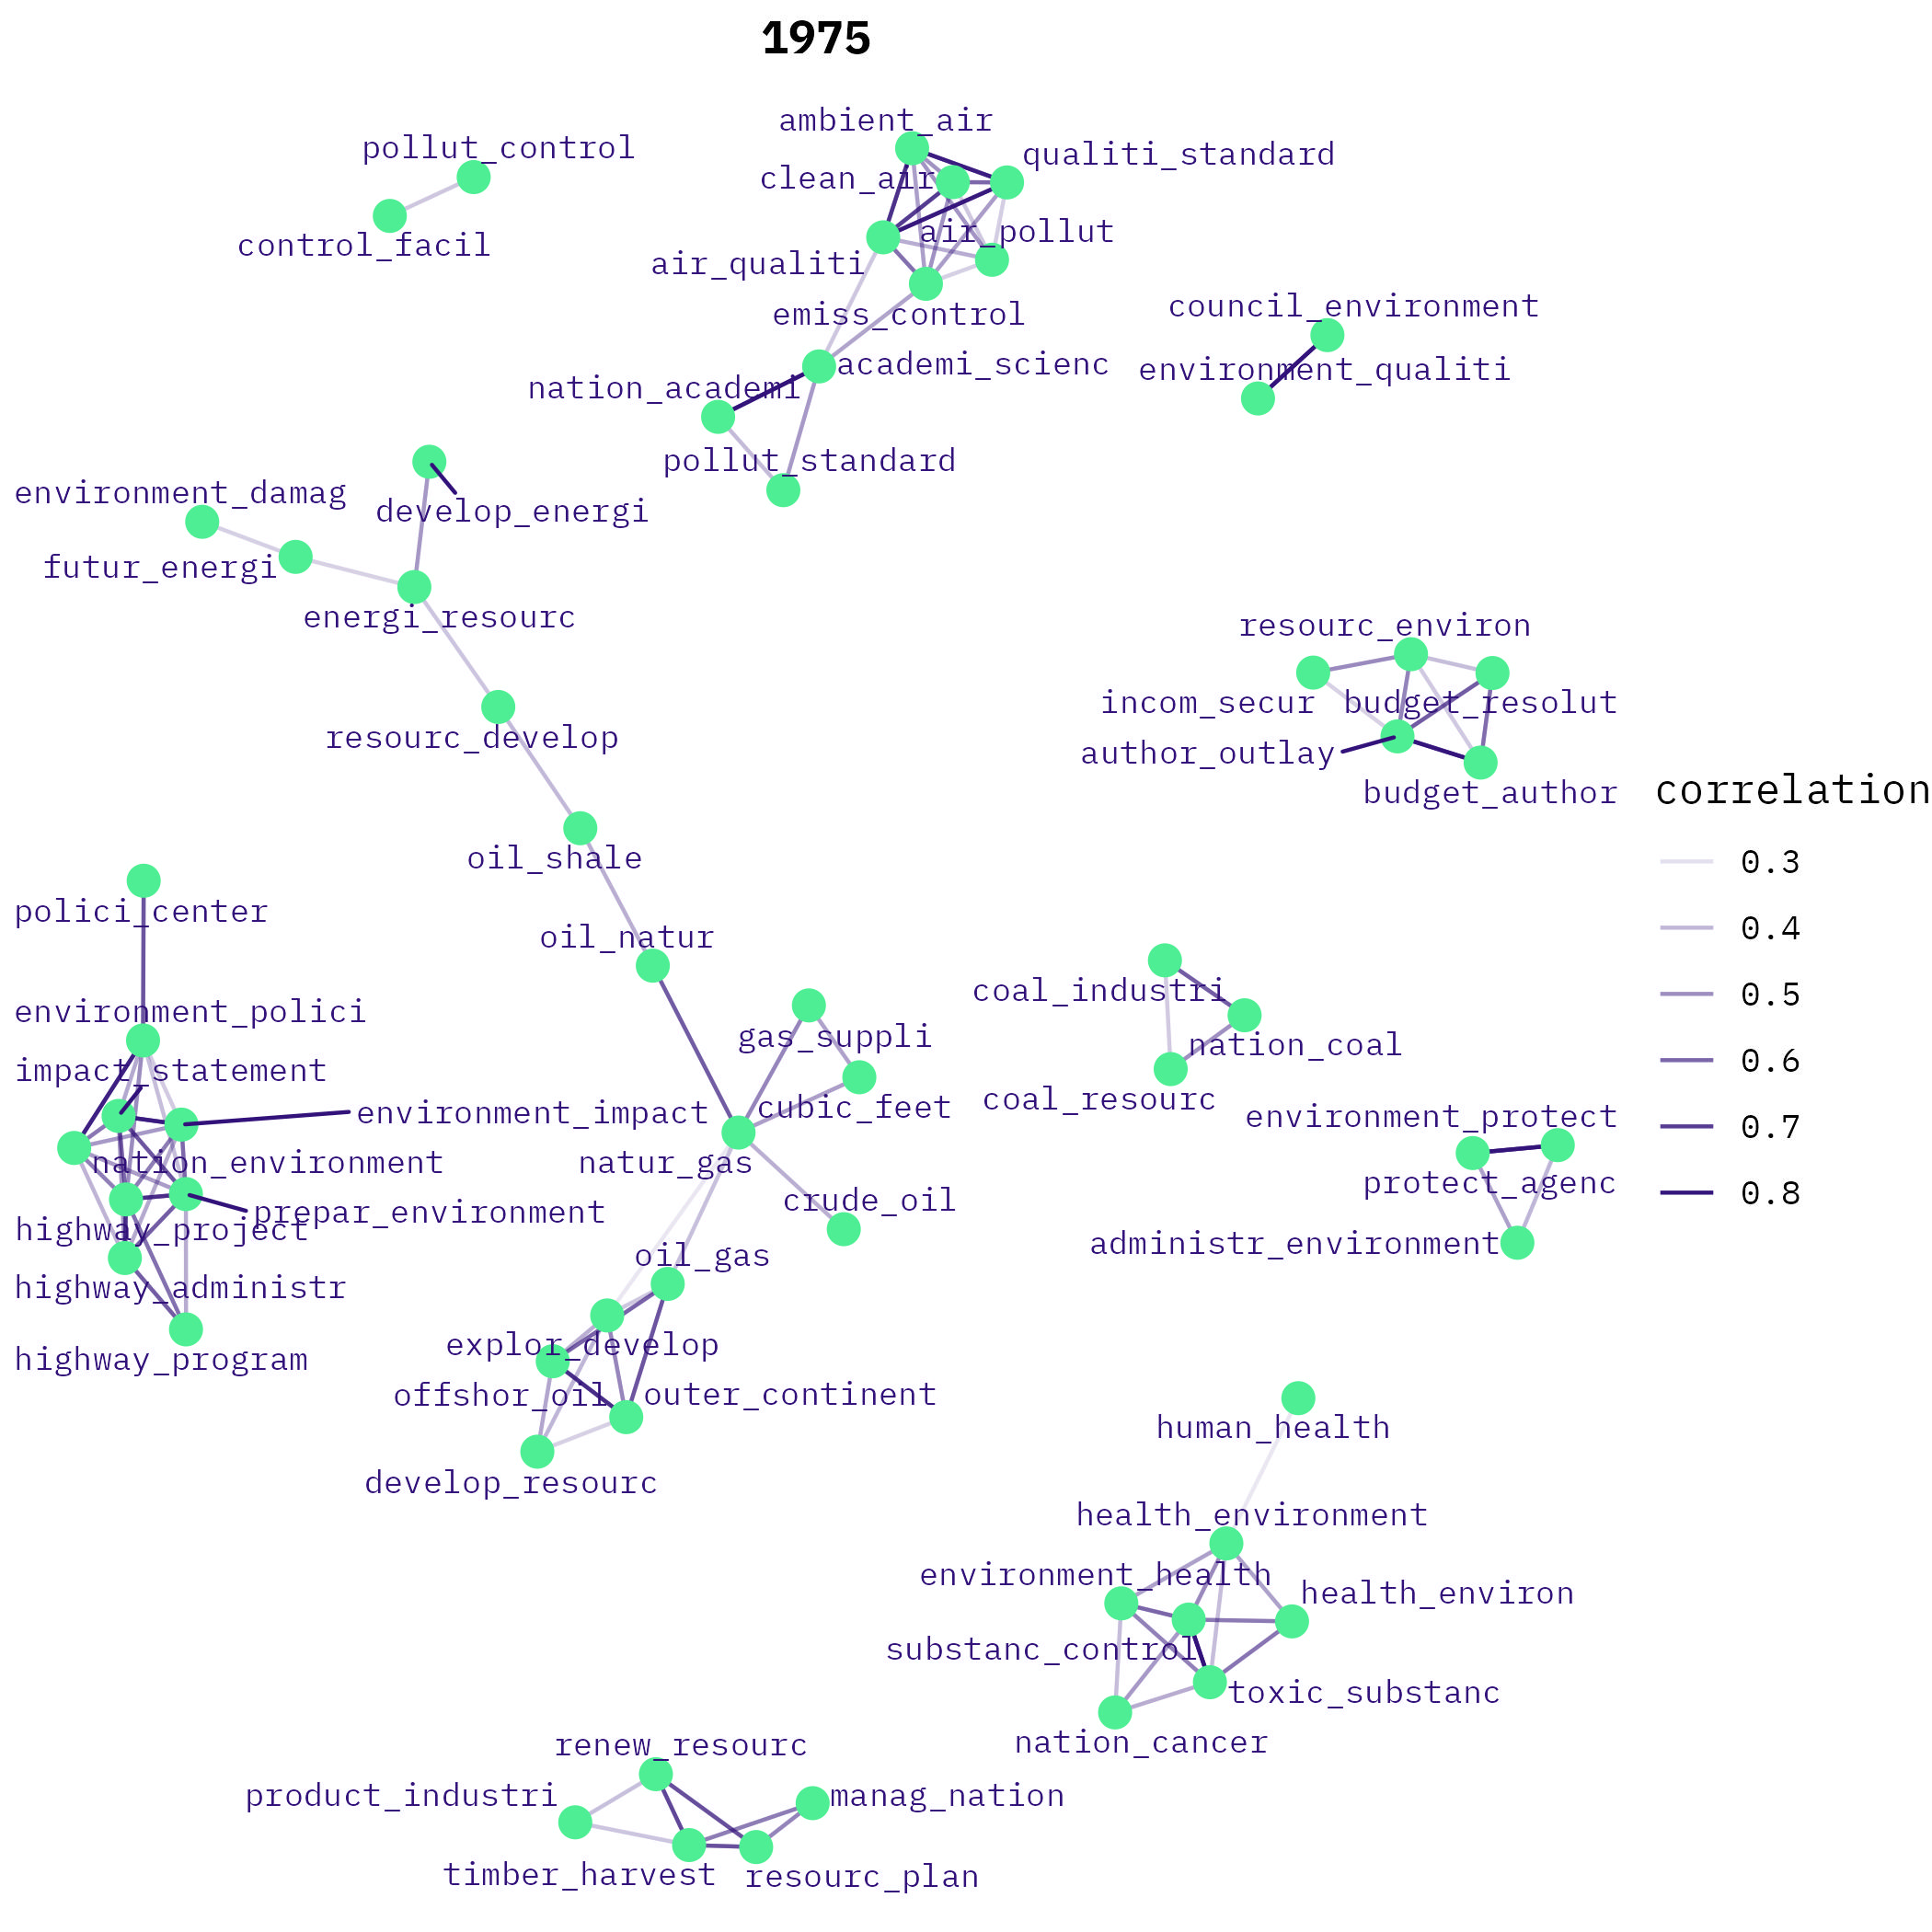 1975
ambient_air
pollut_control
qualiti_standard
clean_air
air_pollut
control_facil
air_qualiti
council_environment
emiss_control
academi_scienc
environment_qualiti
nation_academi
pollut_standard
environment_damag
develop_energi
futur_energi
energi_resourc
resourc_environ
incom_secur
budget_resolut
resourc_develop
author_outlay
budget_author
correlation
0.3
0.4
0.5
0.6
0.7
0.8
oil_shale
polici_center
oil_natur
coal_industri
environment_polici
gas_suppli
nation_coal
impact_statement
coal_resourc
environment_impact
cubic_feet
environment_protect
nation_environment
natur_gas
protect_agenc
crude_oil
prepar_environment
highway_project
administr_environment
oil_gas
highway_administr
explor_develop
highway_program
offshor_oil
outer_continent
human_health
develop_resourc
health_environment
environment_health
health_environ
substanc_control
toxic_substanc
nation_cancer
renew_resourc
product_industri
manag_nation
timber_harvest
resourc_plan